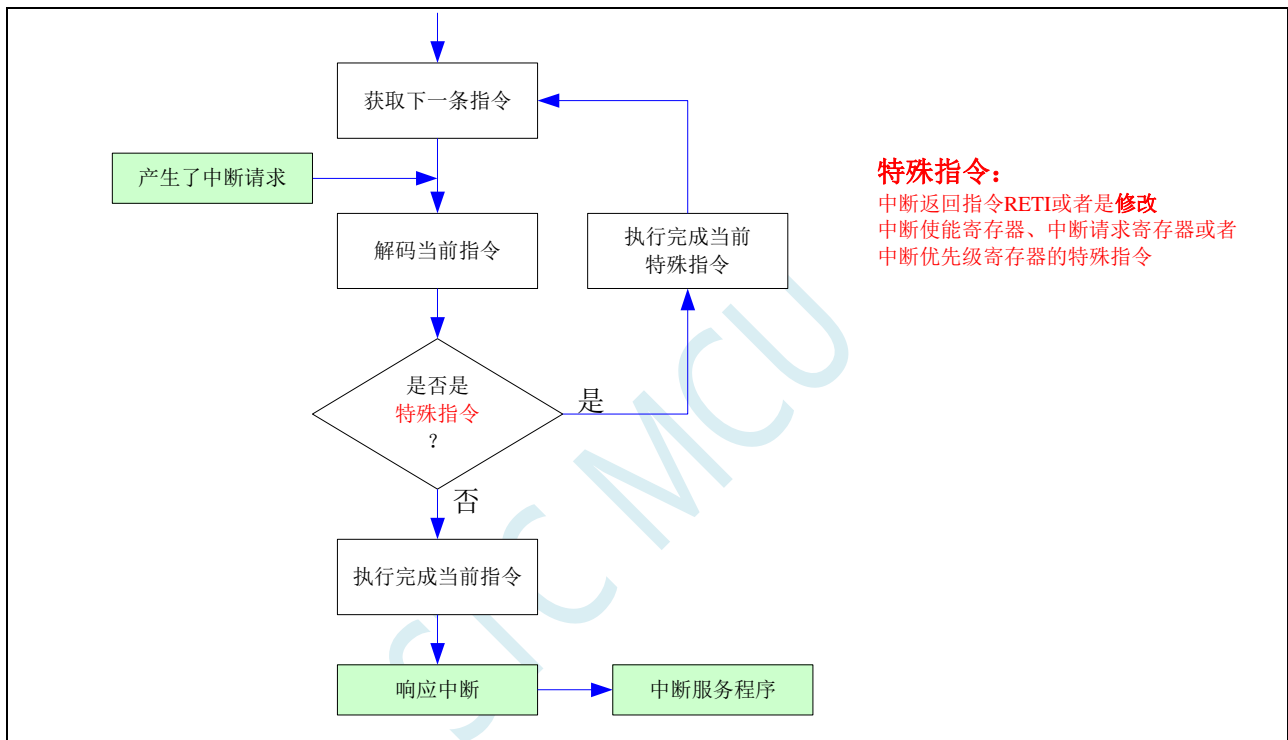 获取下一条指令
产生了中断请求
解码当前指令
执行完成当前
特殊指令
特殊指令：
中断返回指令RETI或者是修改
中断使能寄存器、中断请求寄存器或者
中断优先级寄存器的特殊指令
是否是
特殊指令
？
是
否
执行完成当前指令
响应中断
中断服务程序
STC MCU